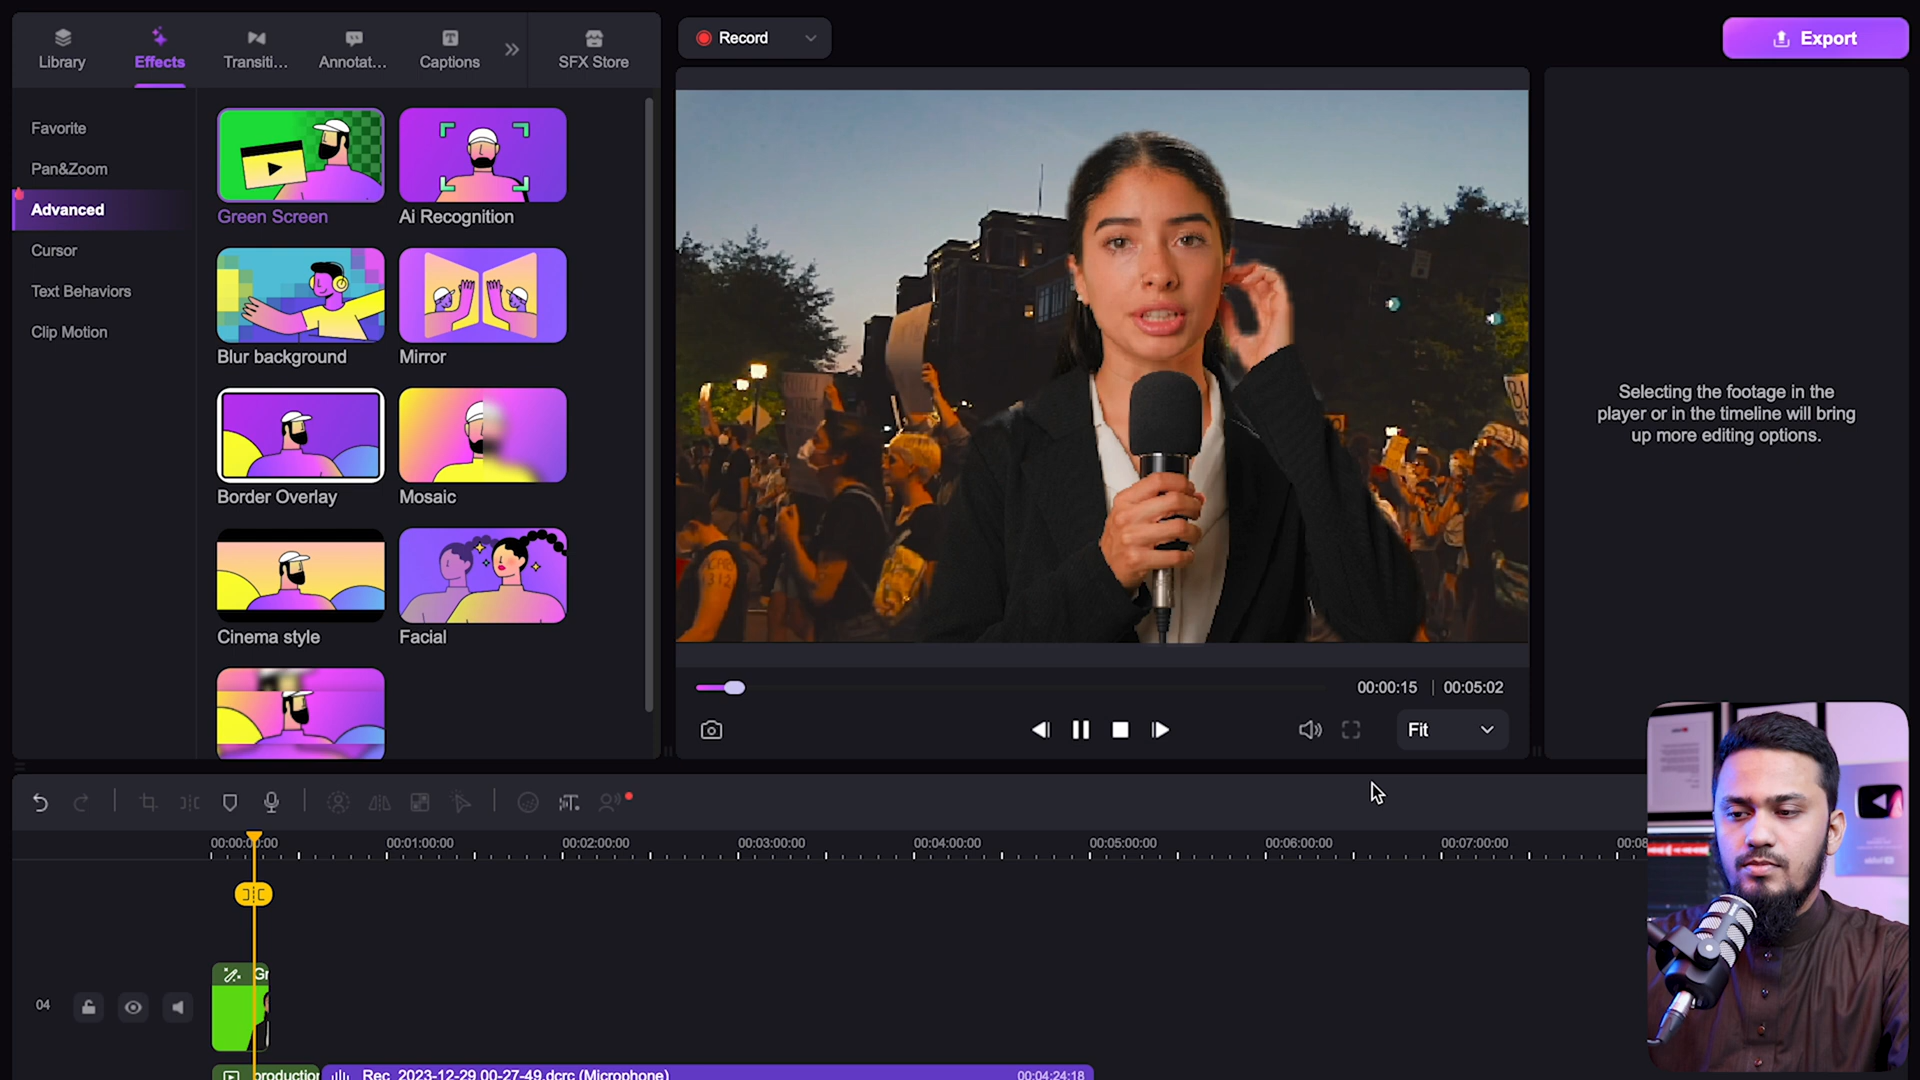 Library
Effects
Transiti...
Annotat...
Captions
SFX Store
Record
Export
Favorite
Pan&Zoom
Advanced
Cursor
Text Behaviors
Clip Motion
Green Screen
Ai Recognition
Blur background
Mirror
Border Overlay
Mosaic
Cinema style
Facial
Selecting the footage in the
player or in the timeline will bring
up more editing options.
00:00:15 | 00:05:02
Fit
00:00:00:00
00:01:00:00
00:02:00:00
00:03:00:00
00:04:00:00
00:05:00:00
00:06:00:00
00:07:00:00
00:08
Gr
04
production
Rec_2023-12-29 00-27-49.dcrc (Microphone)
00:04:24:18